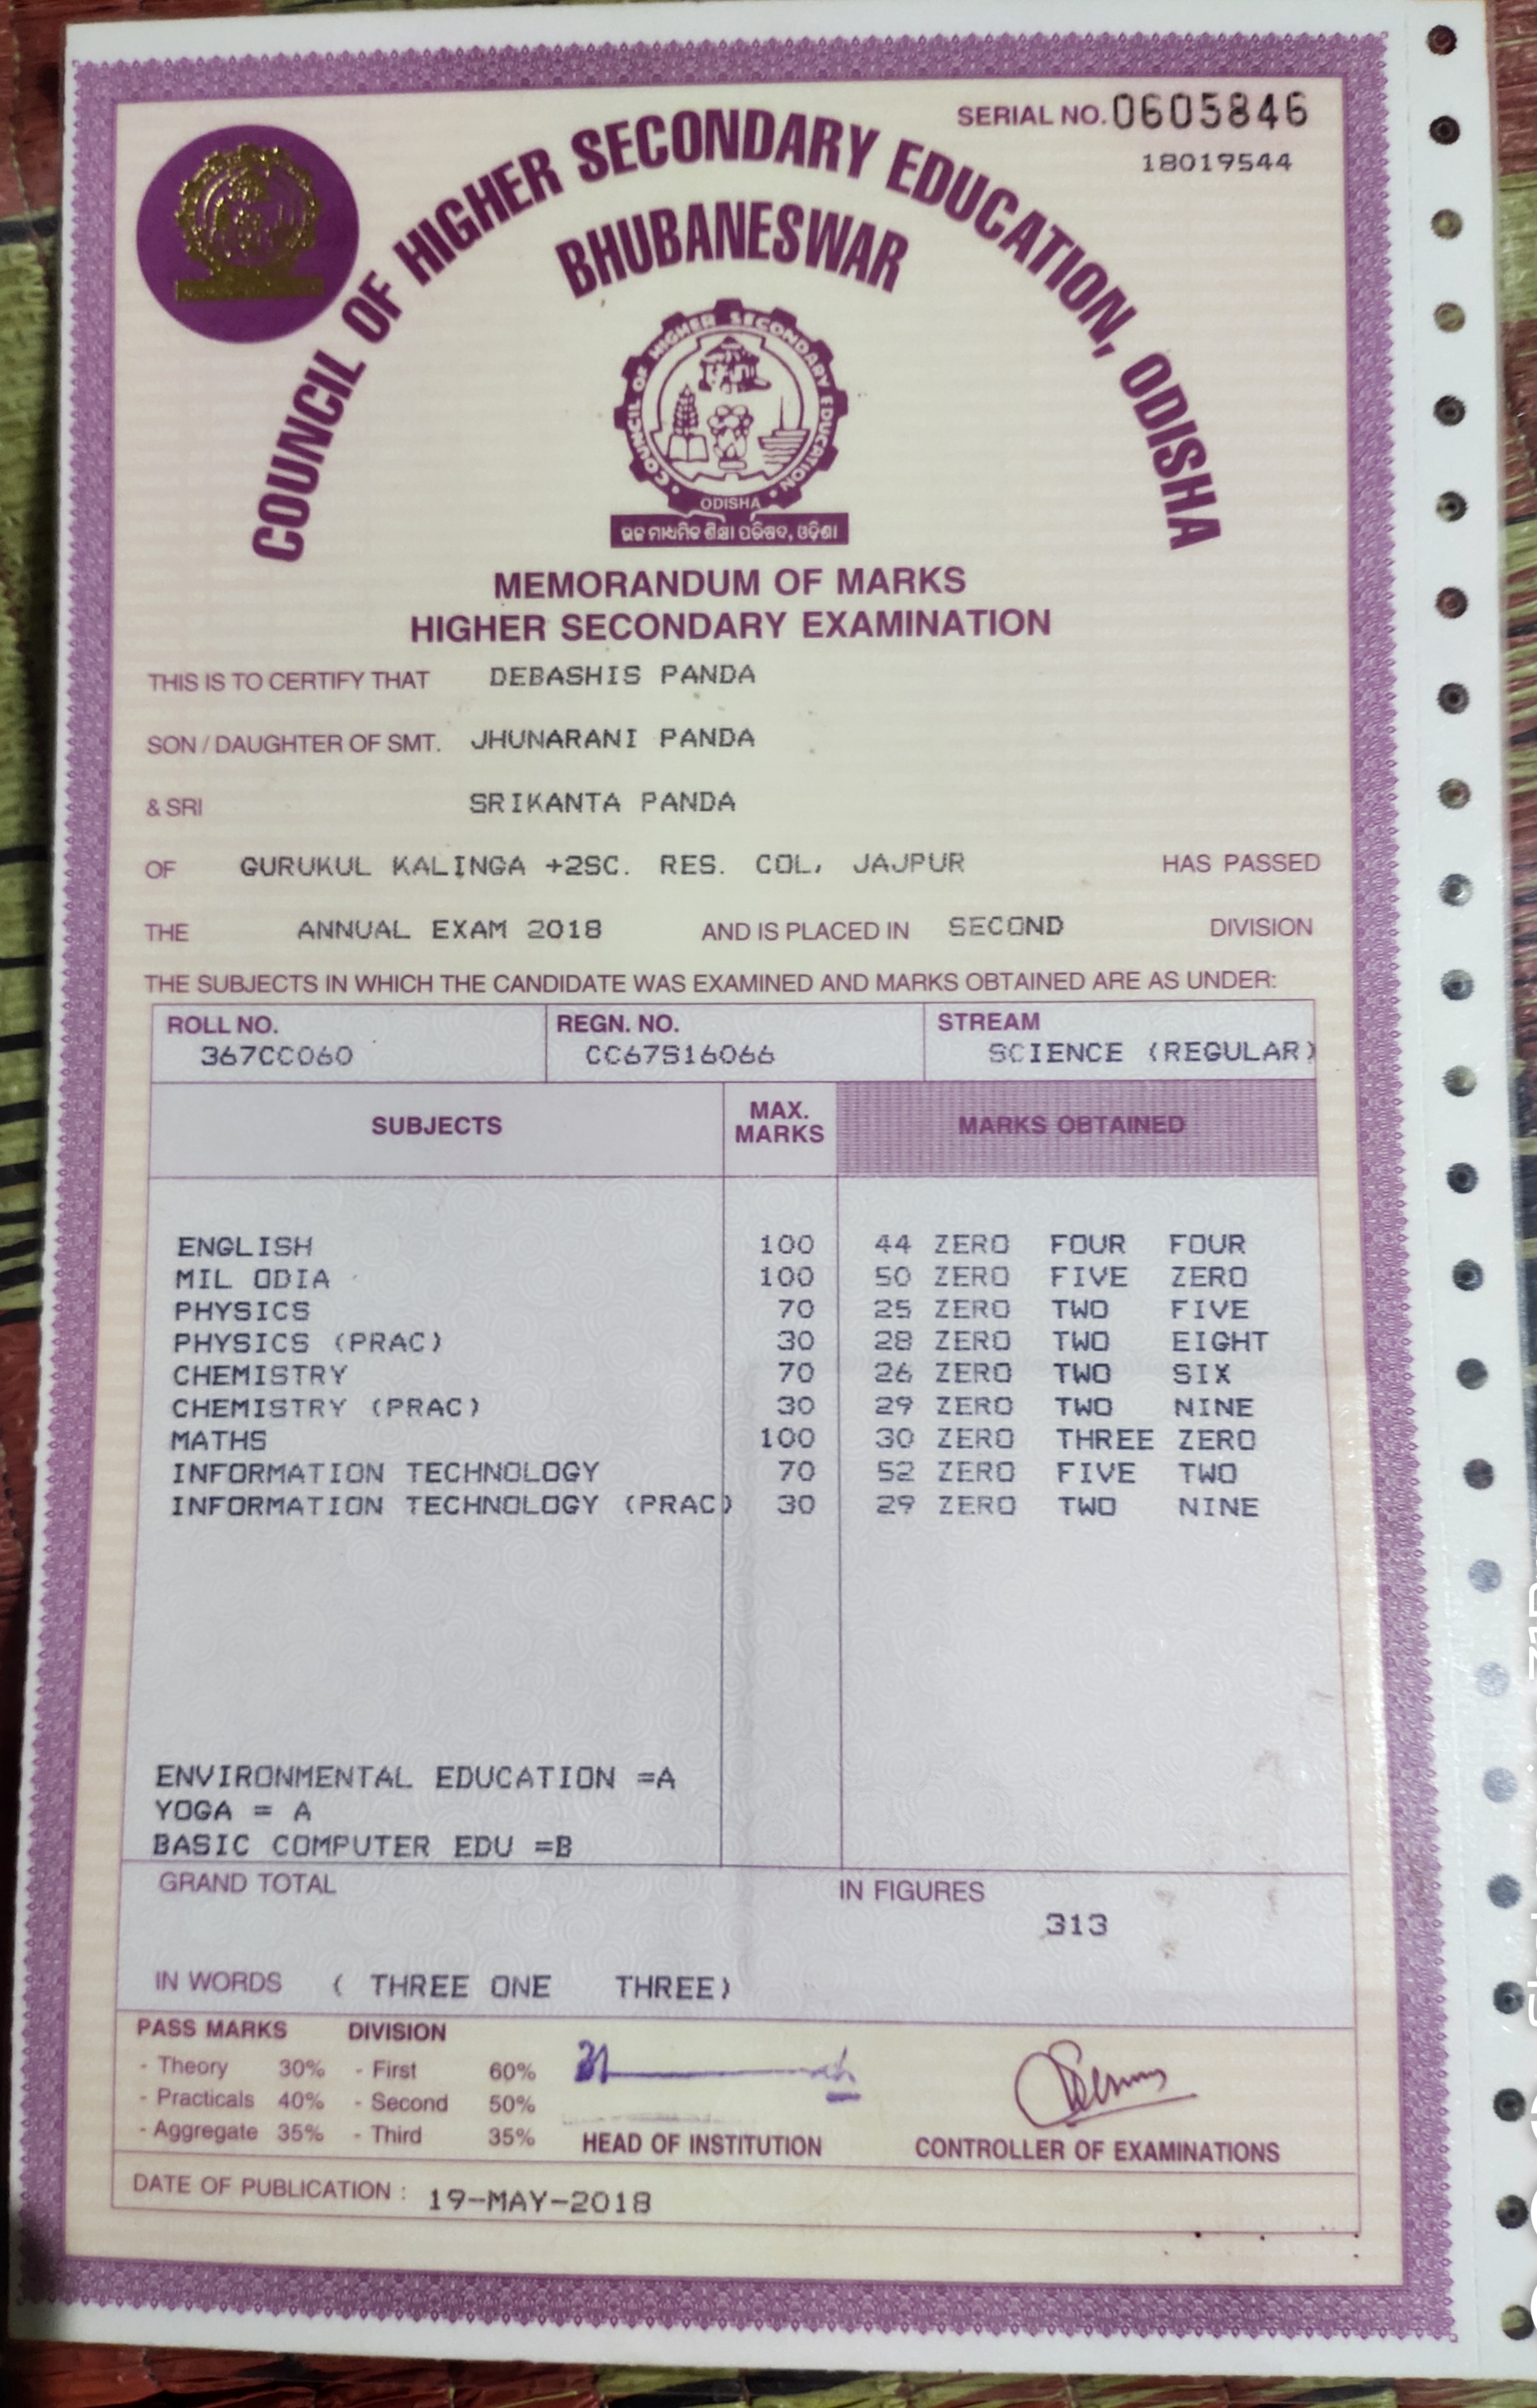 SERIAL NO. 0605846
18019544
COUNCIL OF HIGHER SECONDARY EDUCATION, ODISHA
BHUBANESWAR
COUNCIL OF HIGHER SECONDARY EDUCATION
ODISHA
ଉଚ୍ଚ ମାଧ୍ୟମିକ ଶିକ୍ଷା ପରିଷଦ, ଓଡ଼ିଶା
MEMORANDUM OF MARKS
HIGHER SECONDARY EXAMINATION
THIS IS TO CERTIFY THAT DEBASHIS PANDA
SON / DAUGHTER OF SMT. JHUNARANI PANDA
& SRI SRIKANTA PANDA
OF GURUKUL KALINGA +2SC. RES. COL, JAJPUR HAS PASSED
THE ANNUAL EXAM 2018 AND IS PLACED IN SECOND DIVISION
THE SUBJECTS IN WHICH THE CANDIDATE WAS EXAMINED AND MARKS OBTAINED ARE AS UNDER:
ROLL NO. REGN. NO. STREAM
367CC060 CC67S16066 SCIENCE (REGULAR)
SUBJECTS MAX. MARKS MARKS OBTAINED
ENGLISH 100 44 ZERO FOUR FOUR
MIL ODIA 100 50 ZERO FIVE ZERO
PHYSICS 70 25 ZERO TWO FIVE
PHYSICS (PRAC) 30 28 ZERO TWO EIGHT
CHEMISTRY 70 26 ZERO TWO SIX
CHEMISTRY (PRAC) 30 29 ZERO TWO NINE
MATHS 100 30 ZERO THREE ZERO
INFORMATION TECHNOLOGY 70 52 ZERO FIVE TWO
INFORMATION TECHNOLOGY (PRAC) 30 29 ZERO TWO NINE
ENVIRONMENTAL EDUCATION =A
YOGA = A
BASIC COMPUTER EDU =B
GRAND TOTAL IN FIGURES
313
IN WORDS ( THREE ONE THREE)
PASS MARKS DIVISION
- Theory 30% - First 60%
- Practicals 40% - Second 50%
- Aggregate 35% - Third 35%
HEAD OF INSTITUTION CONTROLLER OF EXAMINATIONS
DATE OF PUBLICATION : 19-MAY-2018